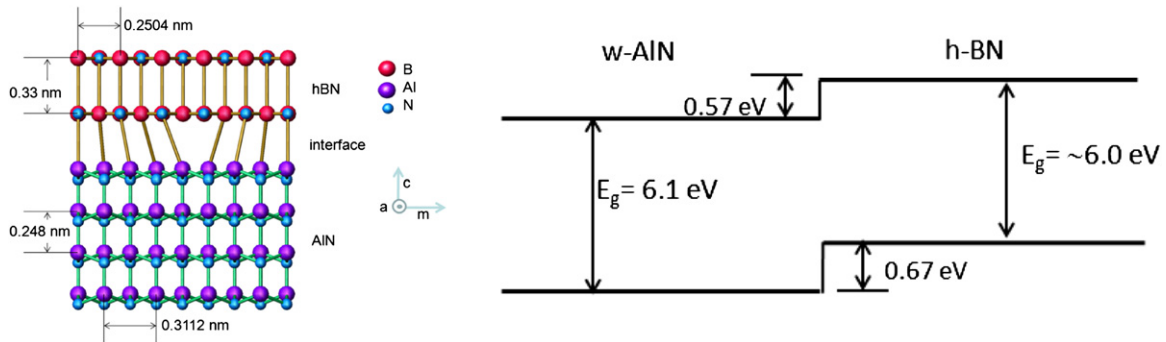 0.2504 nm
0.33 nm
hBN
B
Al
N
interface
c
a
m
0.248 nm
AlN
0.3112 nm
w-AlN
h-BN
0.57 eV
Eg= 6.1 eV
Eg= ~6.0 eV
0.67 eV